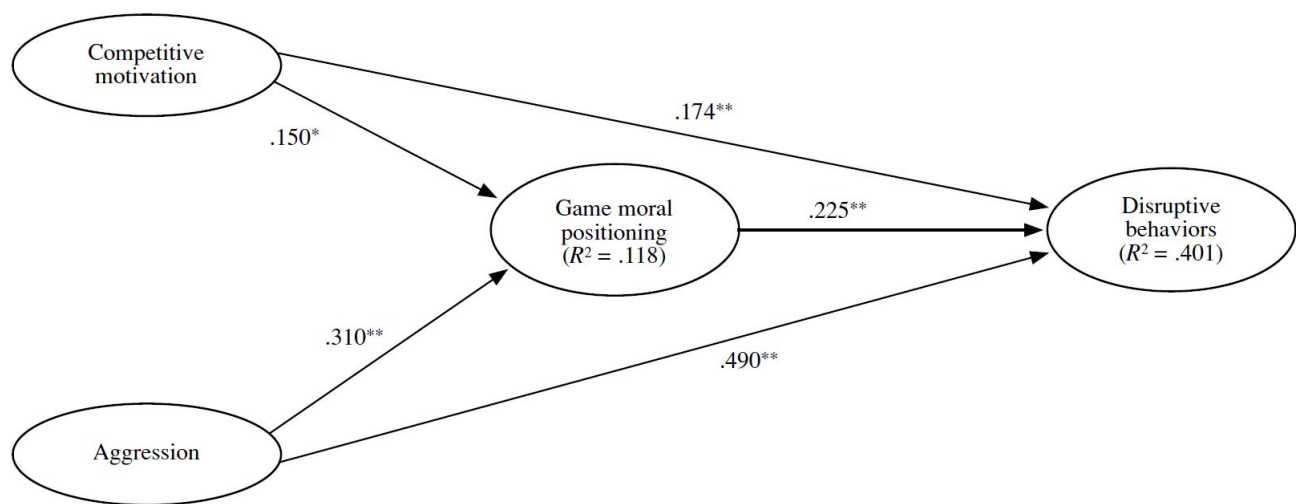 Competitive
motivation
.174**
.150*
Game moral
positioning
(R² = .118)
.225**
Disruptive
behaviors
(R² = .401)
.310**
.490**
Aggression